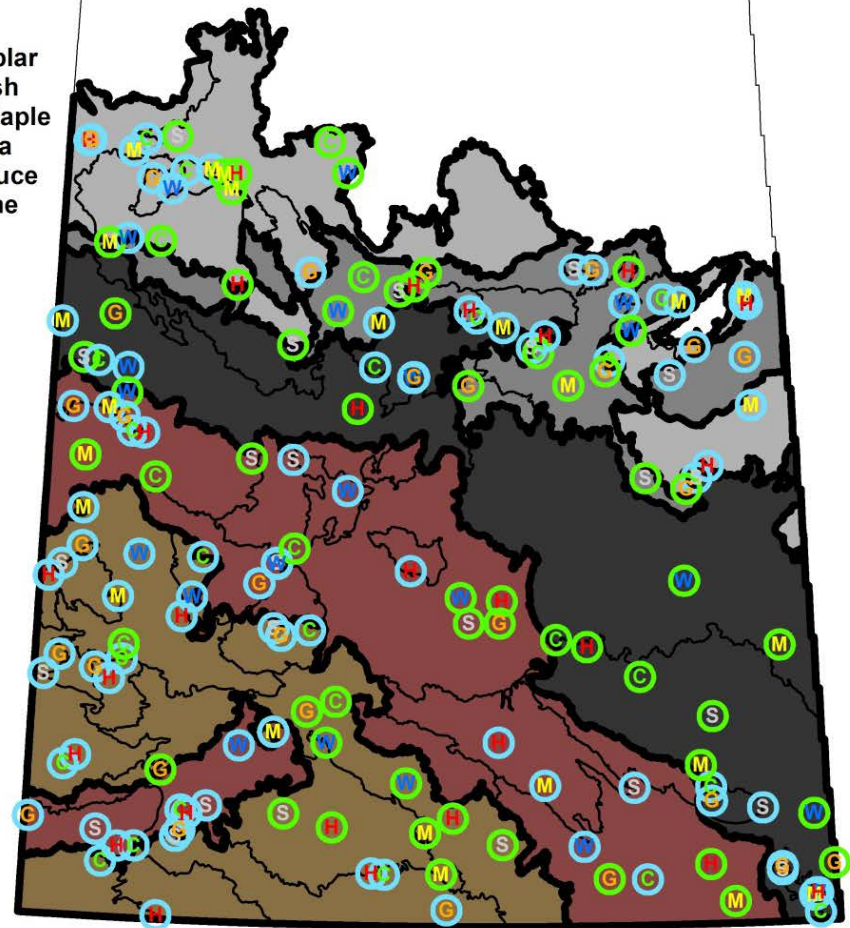 plar
sh
aple
a
uce
ne
H
C S C
M
G C M M H W
W M
M W C
H G C S H G S G H
M G W M H C M W C M M H
S S C H W G
S C W C G G M G S G
W
G M G H M
C H
M S S
C W S S G H
M
G W C W C G H W
H S
M W H G W H
S G C S G C H M
G S G H C
G C S
W M W H
C H G W M S M
G S C H S S G S W
S H C G H M H S
C H C M G C H G G
H G M M H C